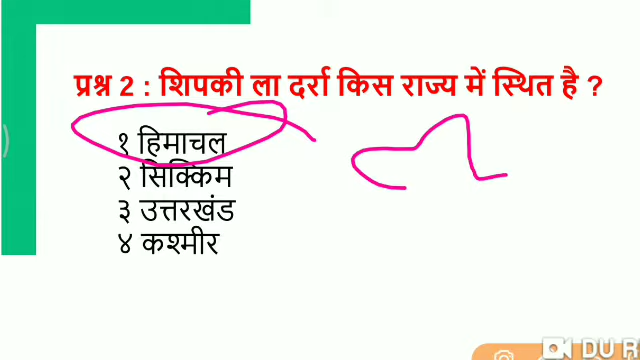 प्रश्न 2 : शिपकी ला दर्रा किस राज्य में स्थित है ?
१ हिमाचल
२ सिक्किम
३ उत्तरखंड
४ कश्मीर
DU R